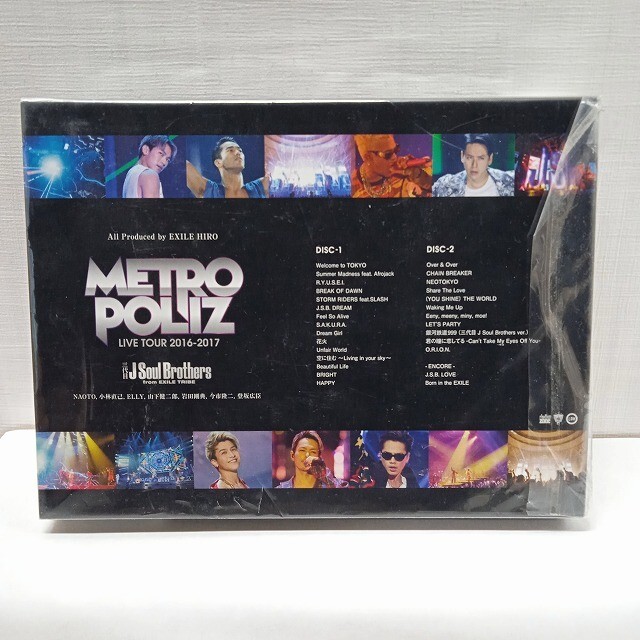 All Produced by EXILE HIRO
METRO
POLIZ
LIVE TOUR 2016-2017
三代目 J Soul Brothers
from EXILE TRIBE
NAOTO, 小林直己, ELLY, 山下健二郎, 岩田剛典, 今市隆二, 登坂広臣
DISC-1
Welcome to TOKYO
Summer Madness feat. Afrojack
R.Y.U.S.E.I.
BREAK OF DAWN
STORM RIDERS feat.SLASH
J.S.B. DREAM
Feel So Alive
S.A.K.U.R.A.
Dream Girl
花火
Unfair World
空に住む 〜Living in your sky〜
Beautiful Life
BRIGHT
HAPPY
DISC-2
Over & Over
CHAIN BREAKER
NEOTOKYO
Share The Love
(YOU SHINE) THE WORLD
Waking Me Up
Eeny, meeny, miny, moe!
LET'S PARTY
銀河鉄道999 (三代目 J Soul Brothers ver.)
君の瞳に恋してる -Can't Take My Eyes Off You-
O.R.I.O.N.
- ENCORE -
J.S.B. LOVE
Born in the EXILE